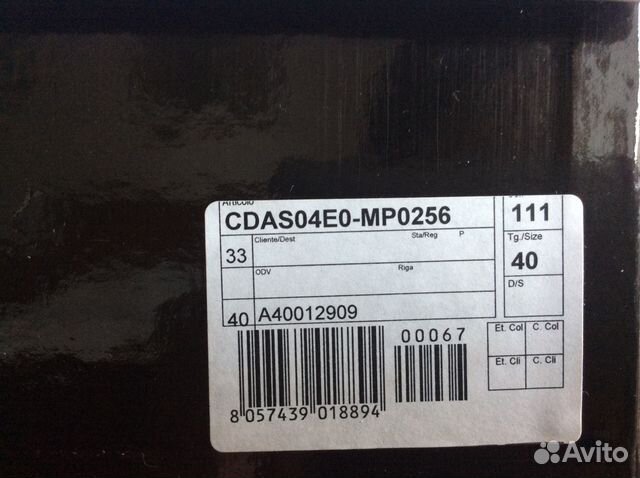 Articolo
CDAS04E0-MP0256
111
Cliente/Dest Sta/Reg P
33
Tg./Size
40
ODV Riga
D/S
40 A40012909
Et. Col C. Col
00067
Et. Cli C. Cli
8 057439 018894
Avito